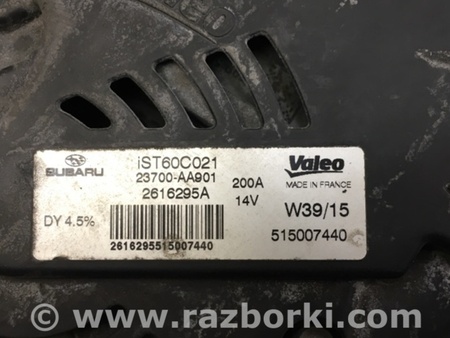 SUBARU
iST60C021
23700-AA901
2616295A
200A
14V
Valeo
MADE IN FRANCE
DY 4.5%
W39/15
2616295515007440
515007440
© www.razborki.com